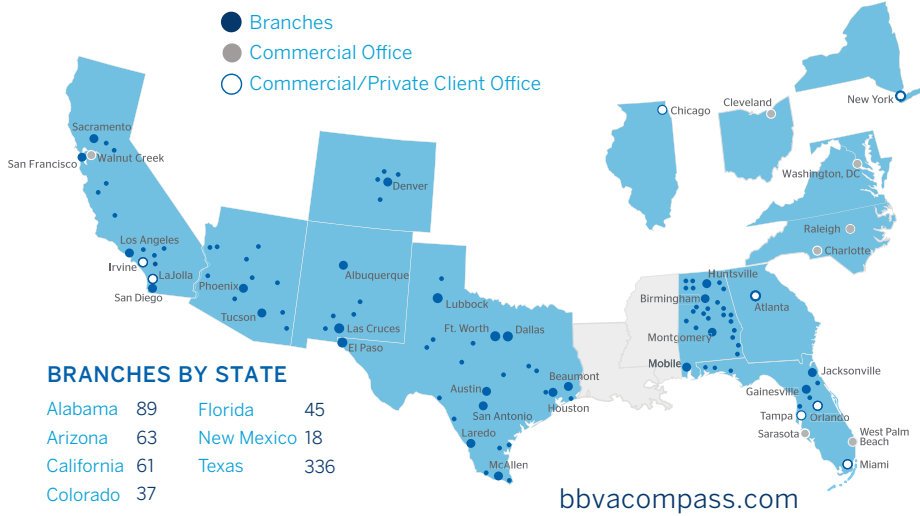 Branches
Commercial Office
Commercial/Private Client Office
Chicago
Cleveland
New York
Sacramento
San Francisco
Walnut Creek
Washington, DC
Denver
Raleigh
Charlotte
Los Angeles
Irvine
LaJolla
San Diego
Phoenix
Tucson
Albuquerque
Las Cruces
El Paso
Lubbock
Ft. Worth
Dallas
Huntsville
Birmingham
Atlanta
Montgomery
Mobile
Beaumont
Austin
Houston
San Antonio
Laredo
McAllen
Jacksonville
Gainesville
Tampa
Orlando
Sarasota
West Palm
Beach
Miami
BRANCHES BY STATE
Alabama 89
Arizona 63
California 61
Colorado 37
Florida 45
New Mexico 18
Texas 336
bbvacompass.com